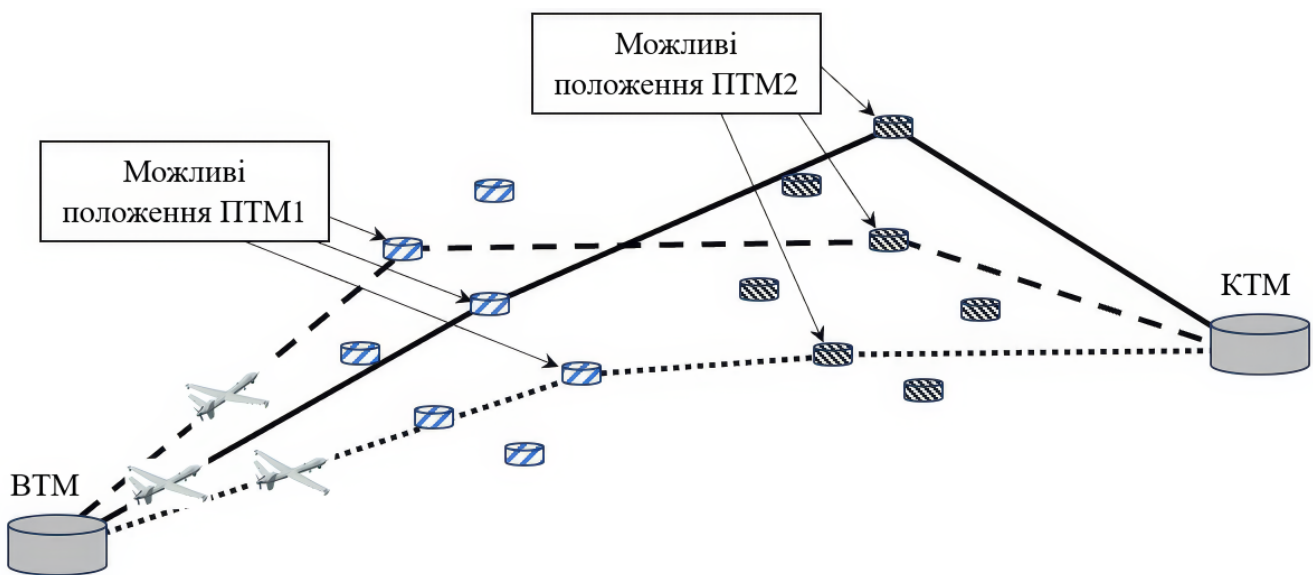 Можливі
положення ПТМ2
Можливі
положення ПТМ1
КТМ
ВТМ